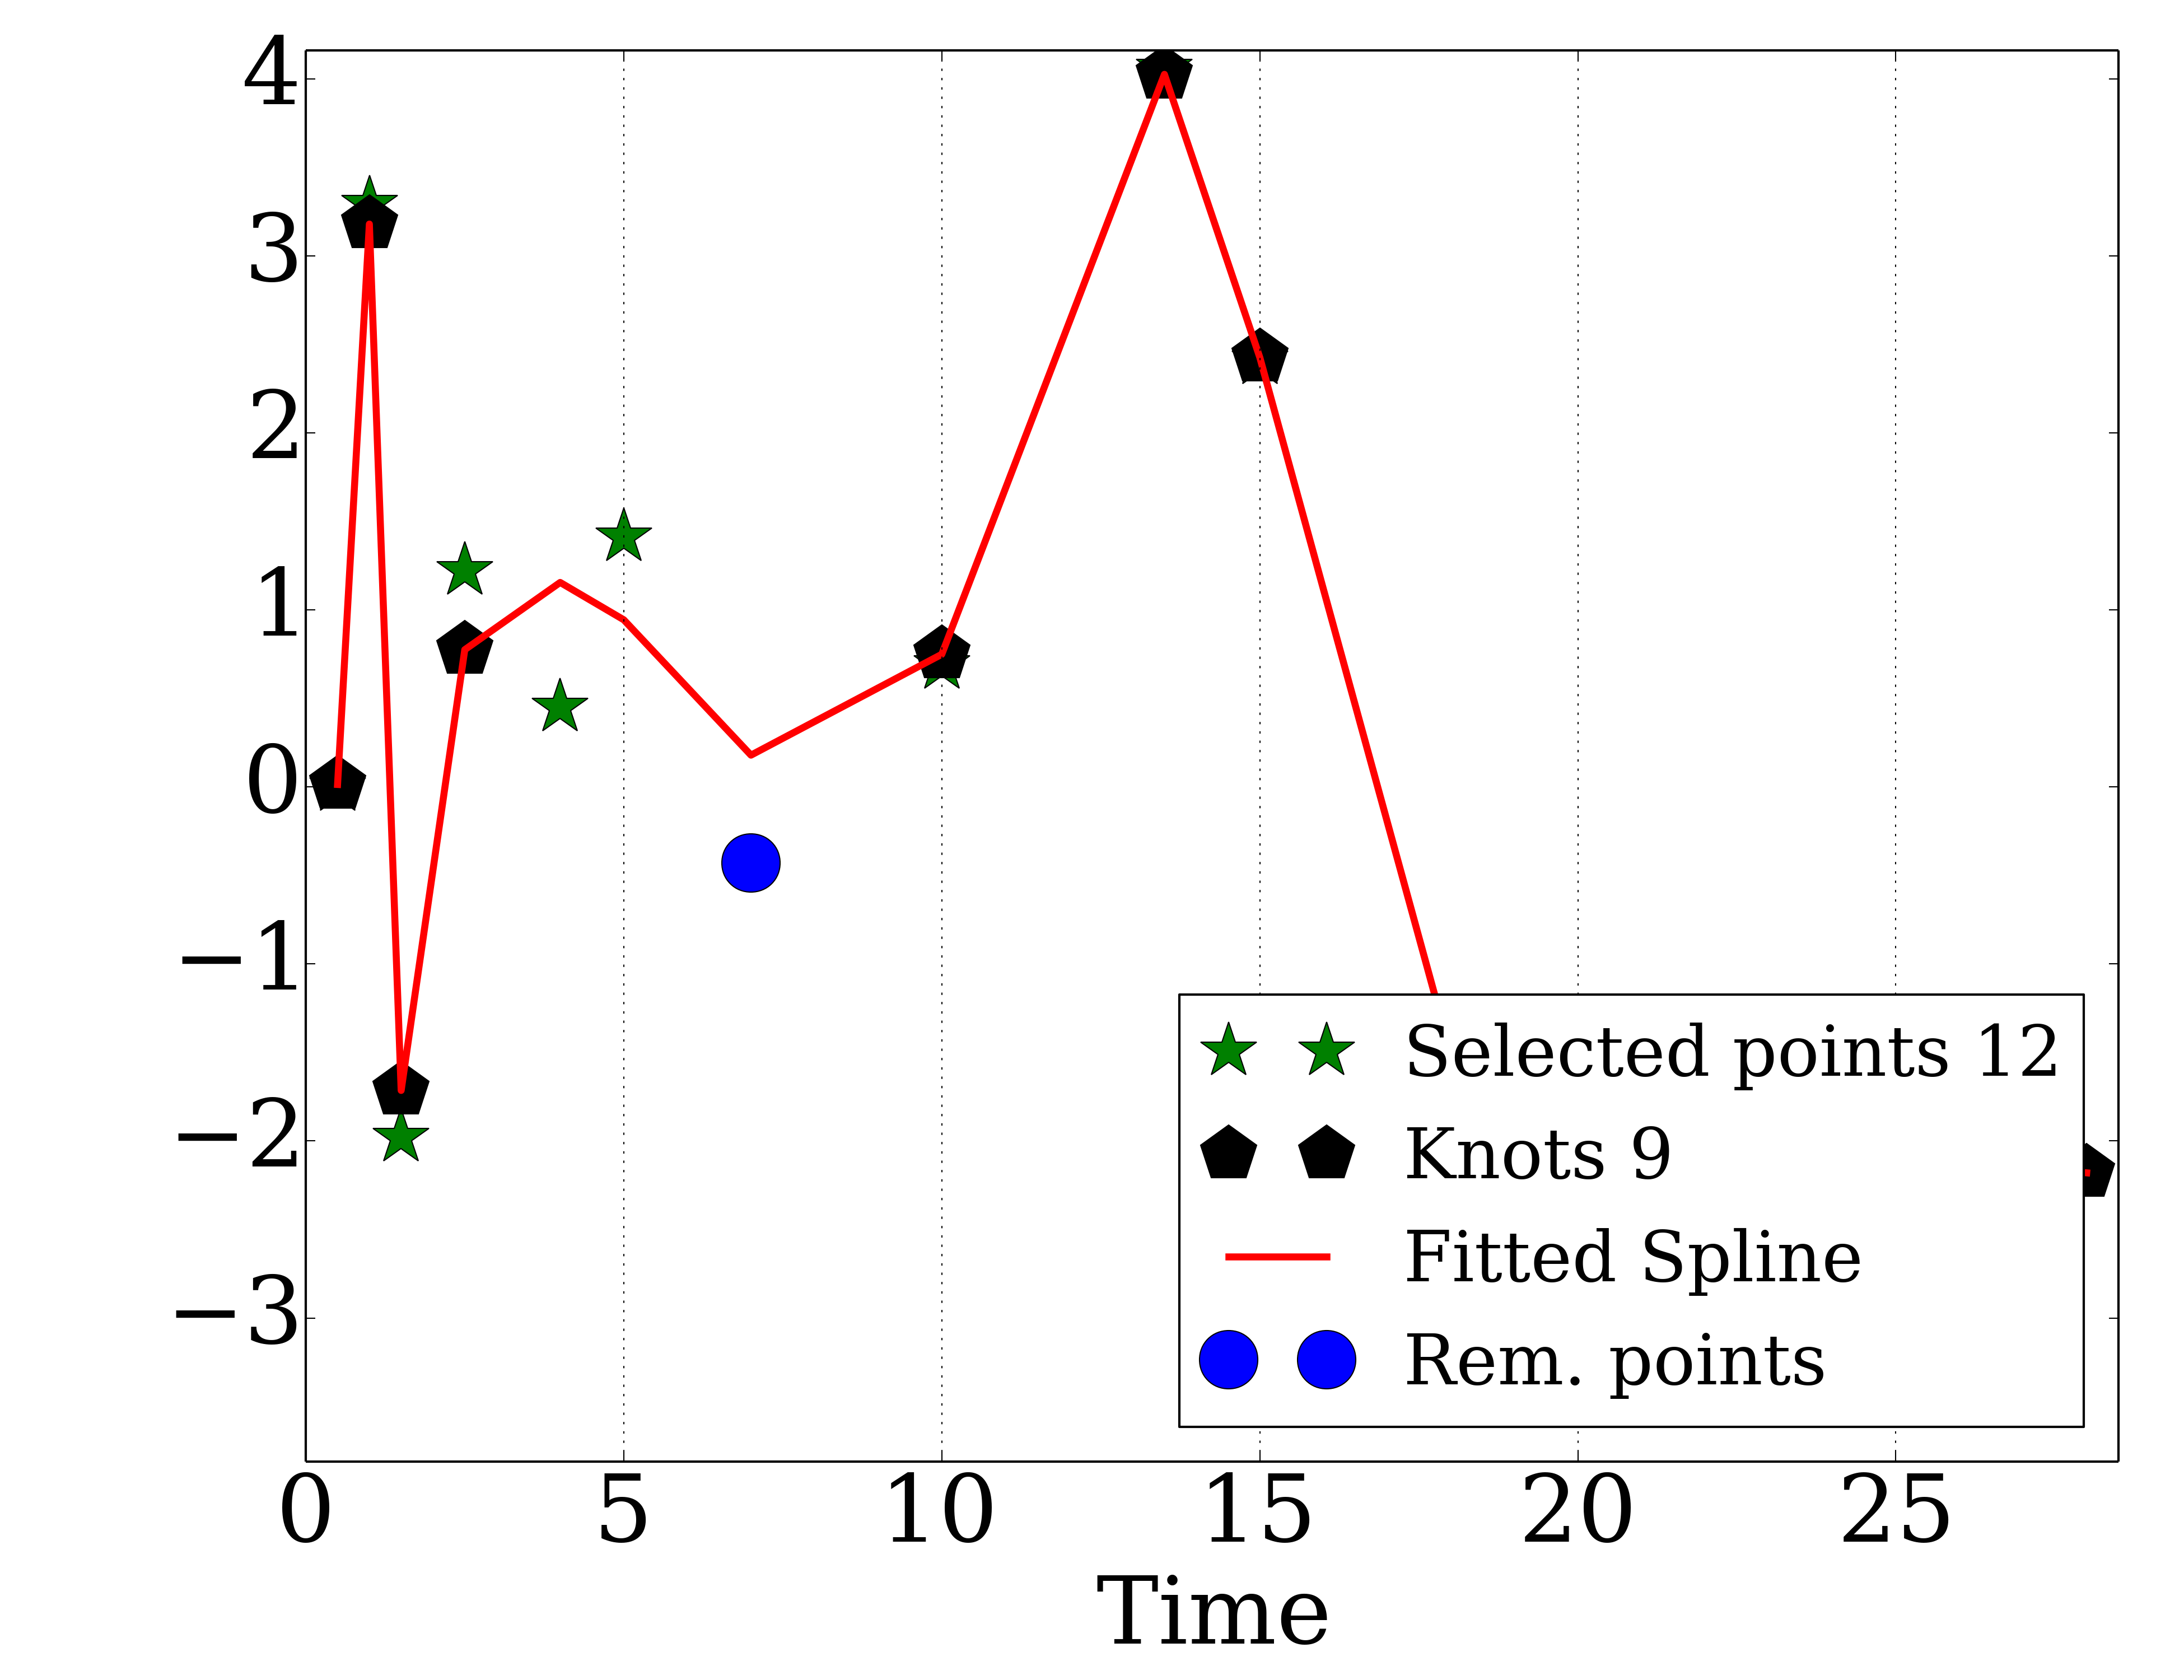 4
3
2
1
0
−1
−2
−3
Selected points 12
Knots 9
Fitted Spline
Rem. points
0 5 10 15 20 25
Time